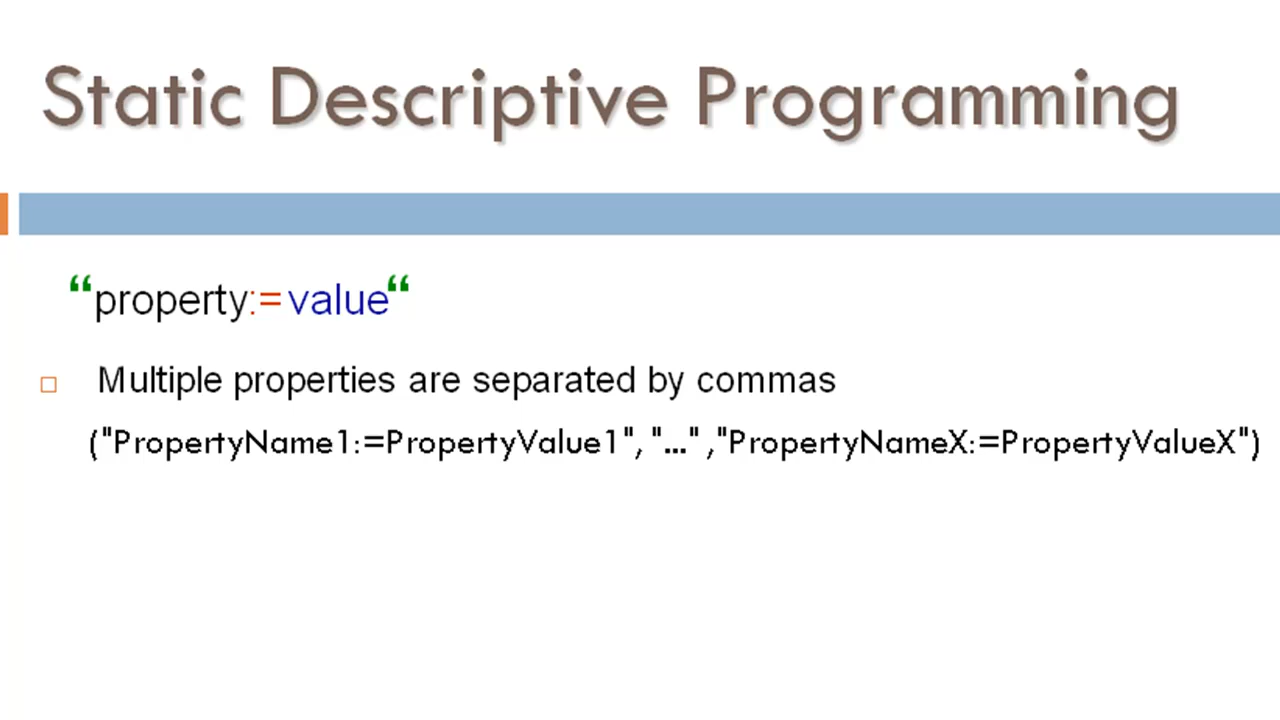 Static Descriptive Programming
“property:=value“
Multiple properties are separated by commas
("PropertyName1:=PropertyValue1", "..." ,"PropertyNameX:=PropertyValueX")